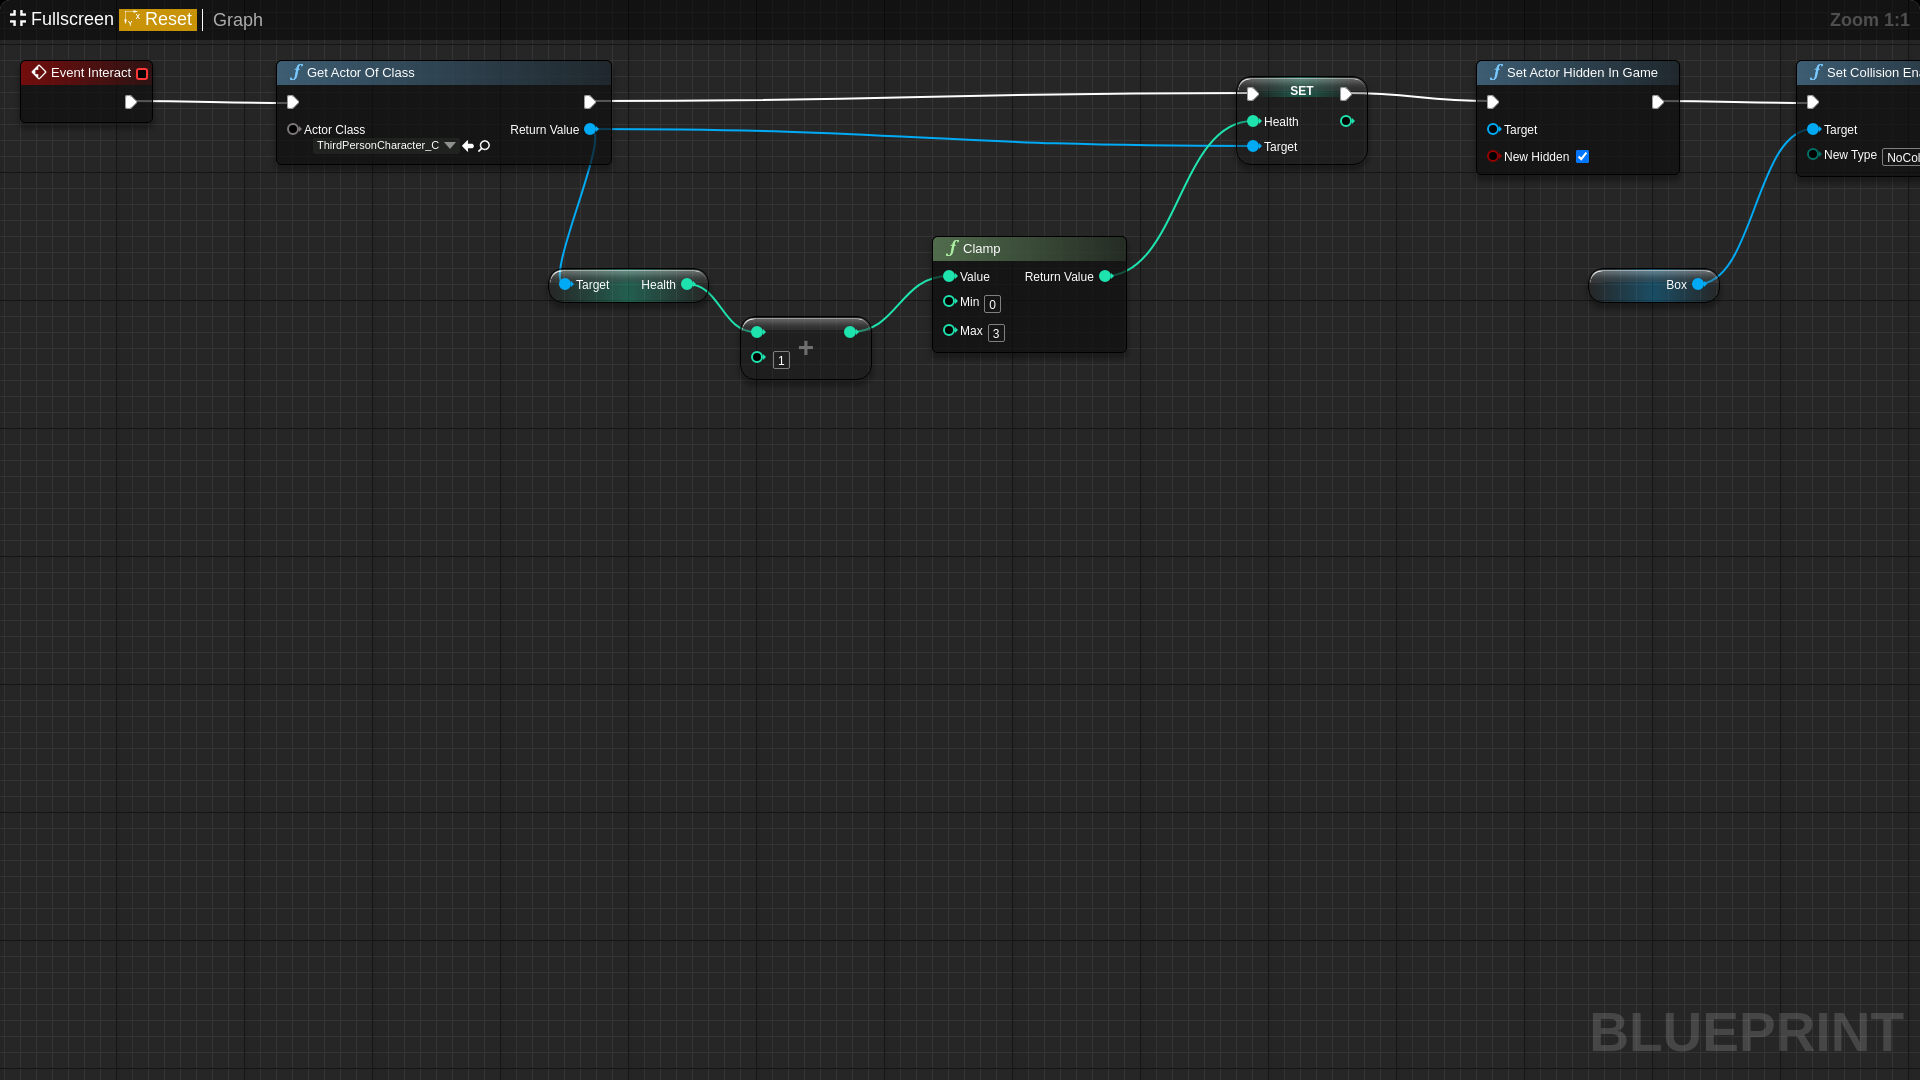 Fullscreen Reset Graph
Zoom 1:1
Event Interact
Get Actor Of Class
Actor Class
ThirdPersonCharacter_C
Return Value
SET
Health
Target
Set Actor Hidden In Game
Target
New Hidden
Set Collision Ena
Target
New Type NoCol
Target Health
+
1
Clamp
Value Return Value
Min 0
Max 3
Box
BLUEPRINT